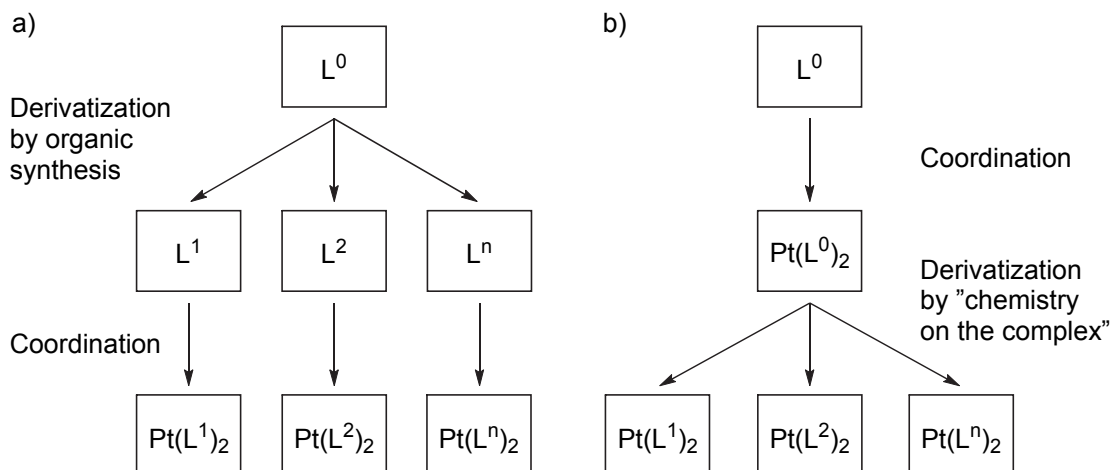 a)
L⁰
Derivatization
by organic
synthesis
L¹ L² Lⁿ
Coordination
Pt(L¹)₂ Pt(L²)₂ Pt(Lⁿ)₂
b)
L⁰
Coordination
Pt(L⁰)₂
Derivatization
by ”chemistry
on the complex”
Pt(L¹)₂ Pt(L²)₂ Pt(Lⁿ)₂